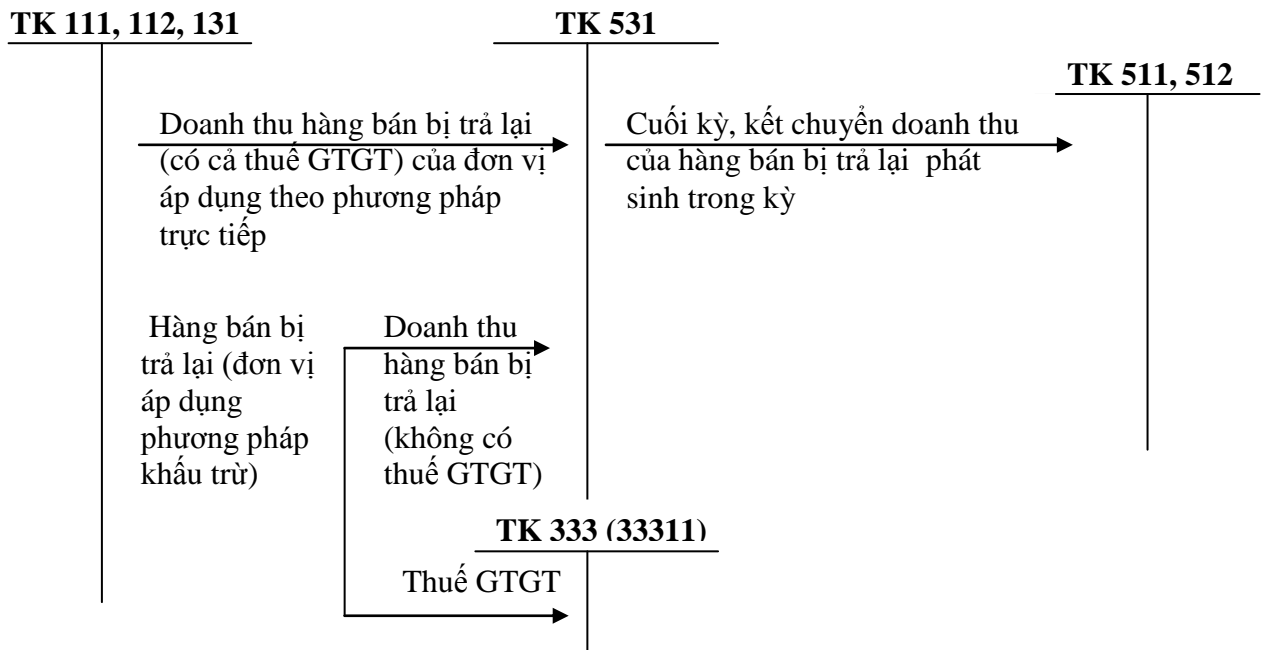 TK 111, 112, 131
TK 531
TK 511, 512
Doanh thu hàng bán bị trả lại
(có cả thuế GTGT) của đơn vị
áp dụng theo phương pháp
trực tiếp
Cuối kỳ, kết chuyển doanh thu
của hàng bán bị trả lại phát
sinh trong kỳ
Hàng bán bị
trả lại (đơn vị
áp dụng
phương pháp
khấu trừ)
Doanh thu
hàng bán bị
trả lại
(không có
thuế GTGT)
TK 333 (33311)
Thuế GTGT